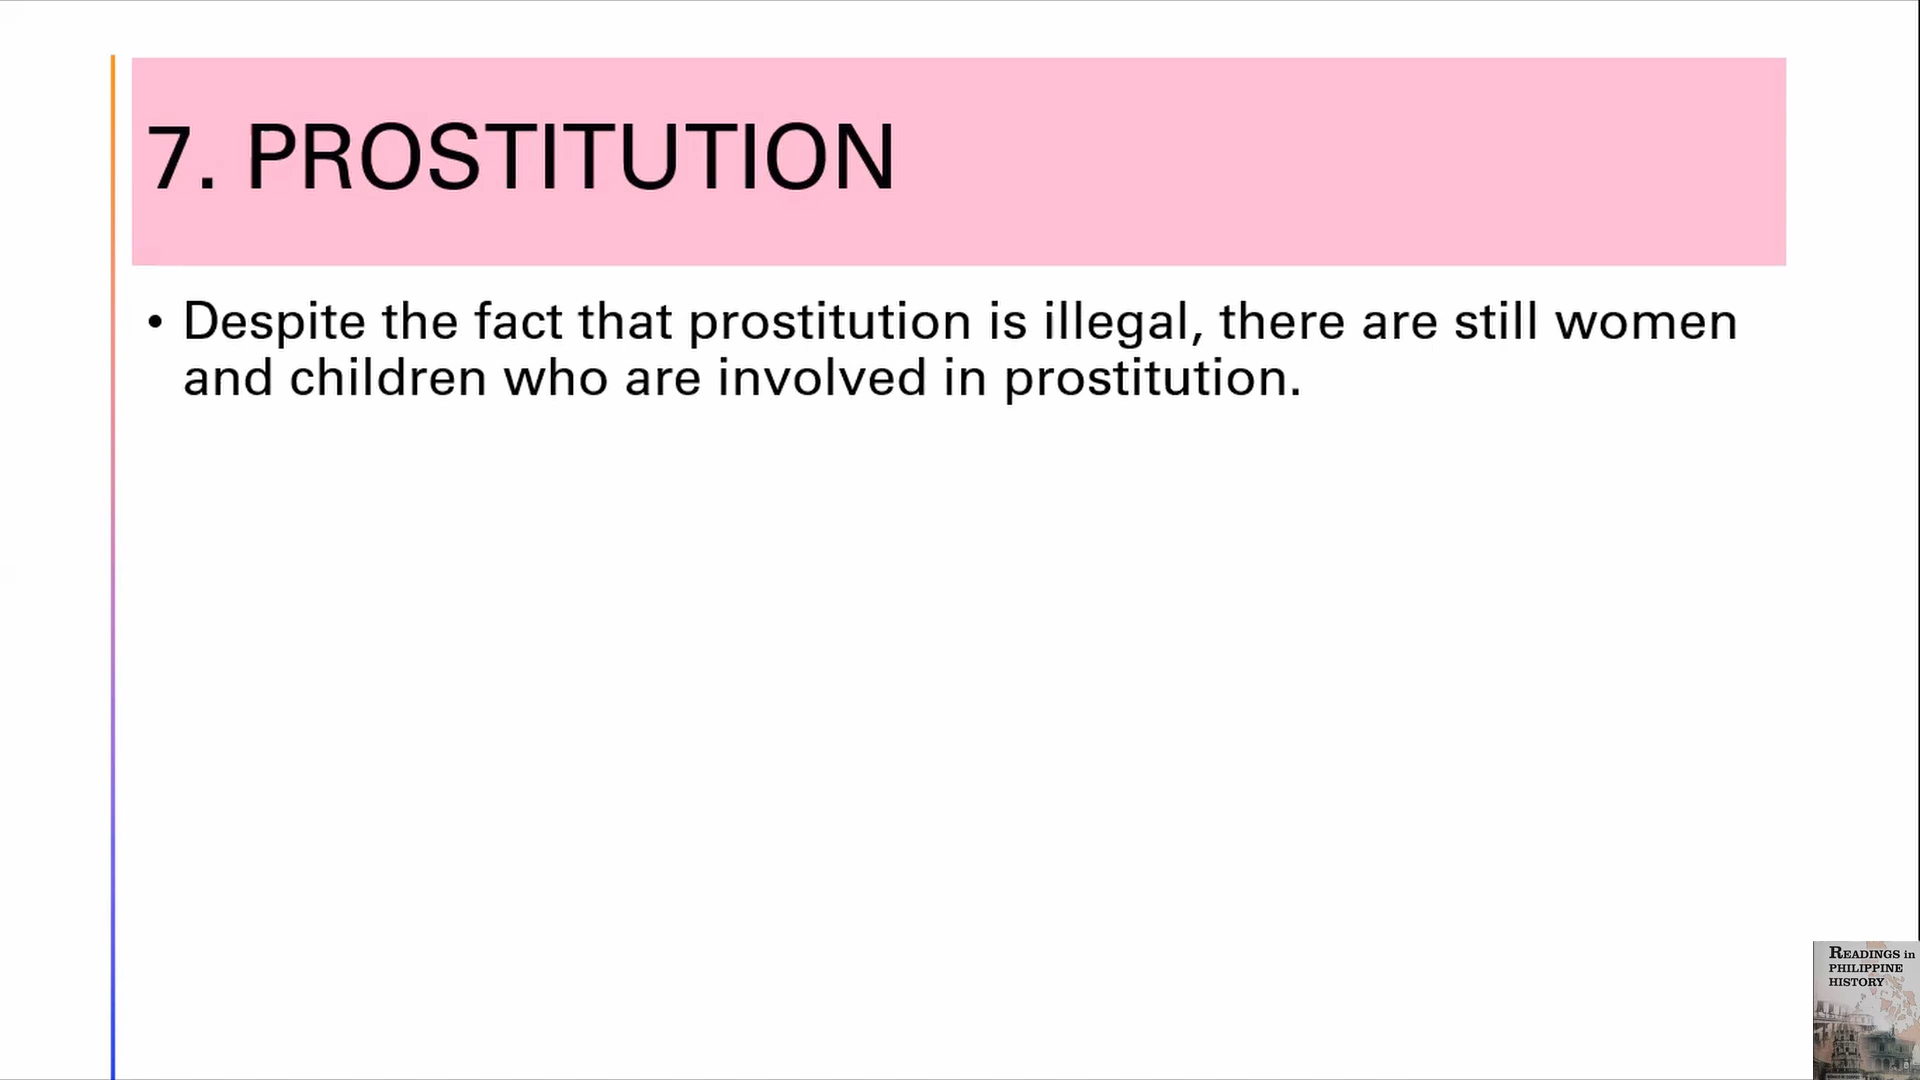 7. PROSTITUTION
• Despite the fact that prostitution is illegal, there are still women
and children who are involved in prostitution.
READINGS in
PHILIPPINE
HISTORY